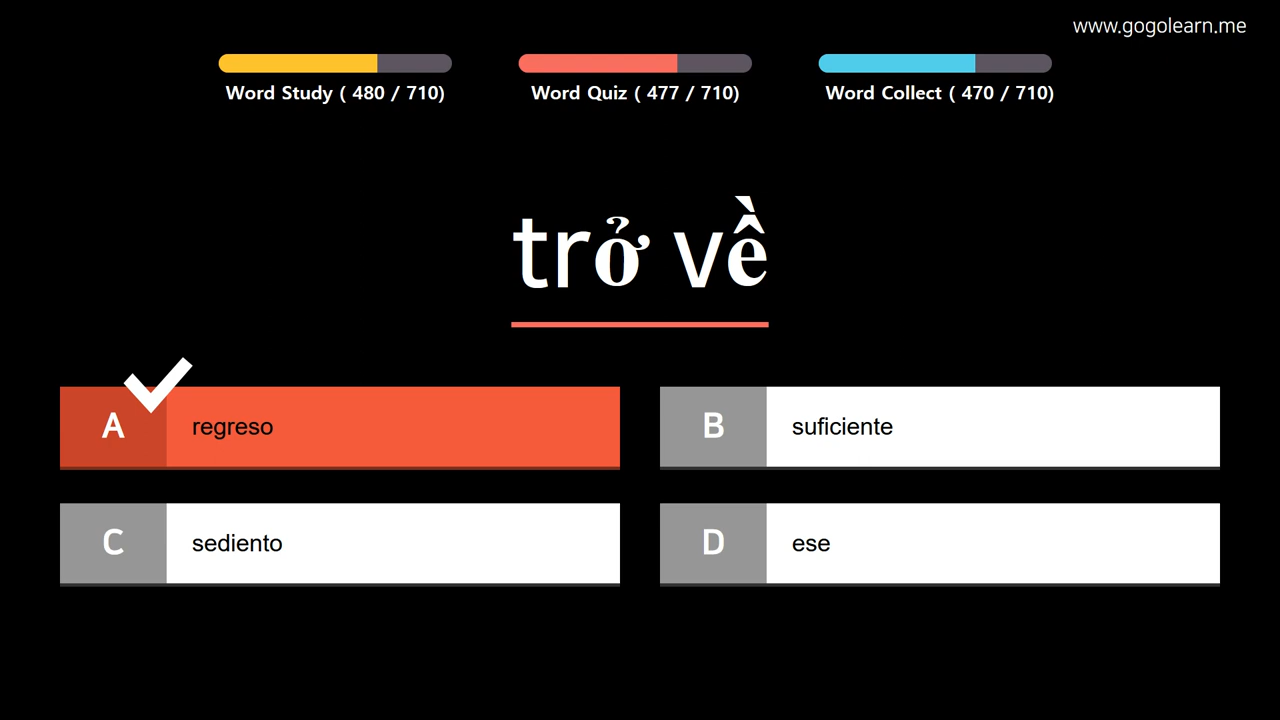 www.gogolearn.me
Word Study ( 480 / 710)
Word Quiz ( 477 / 710)
Word Collect ( 470 / 710)
trở về
A regreso
B suficiente
C sediento
D ese